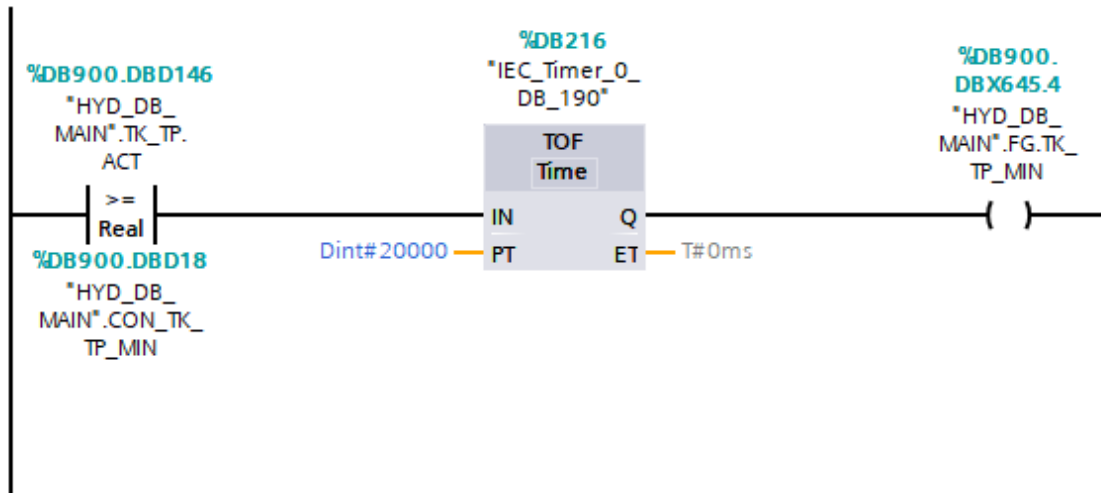 %DB900.DBD146
"HYD_DB_
MAIN".TK_TP.
ACT
>=
Real
%DB900.DBD18
"HYD_DB_
MAIN".CON_TK_
TP_MIN
%DB216
"IEC_Timer_0_
DB_190"
TOF
Time
IN Q
Dint#20000 PT ET T#0ms
%DB900.
DBX645.4
"HYD_DB_
MAIN".FG.TK_
TP_MIN